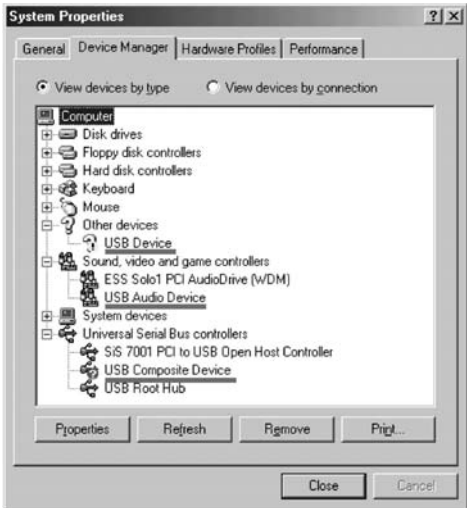 System Properties
General Device Manager Hardware Profiles Performance
View devices by type View devices by connection
Computer
Disk drives
Floppy disk controllers
Hard disk controllers
Keyboard
Mouse
Other devices
USB Device
Sound, video and game controllers
ESS Solo1 PCI AudioDrive (WDM)
USB Audio Device
System devices
Universal Serial Bus controllers
SiS 7001 PCI to USB Open Host Controller
USB Composite Device
USB Root Hub
Properties Refresh Remove Print...
Close Cancel